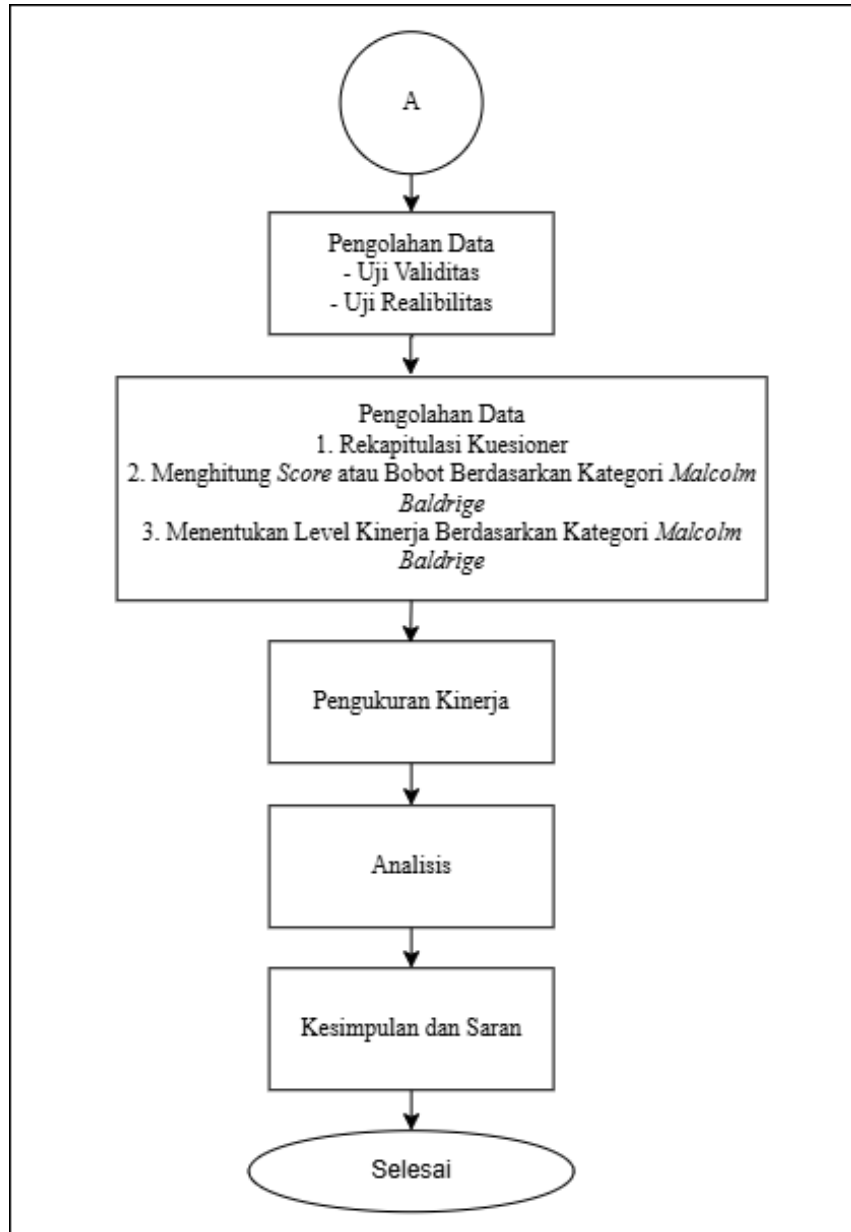 A
Pengolahan Data
- Uji Validitas
- Uji Realibilitas
Pengolahan Data
1. Rekapitulasi Kuesioner
2. Menghitung Score atau Bobot Berdasarkan Kategori Malcolm
Baldrige
3. Menentukan Level Kinerja Berdasarkan Kategori Malcolm
Baldrige
Pengukuran Kinerja
Analisis
Kesimpulan dan Saran
Selesai